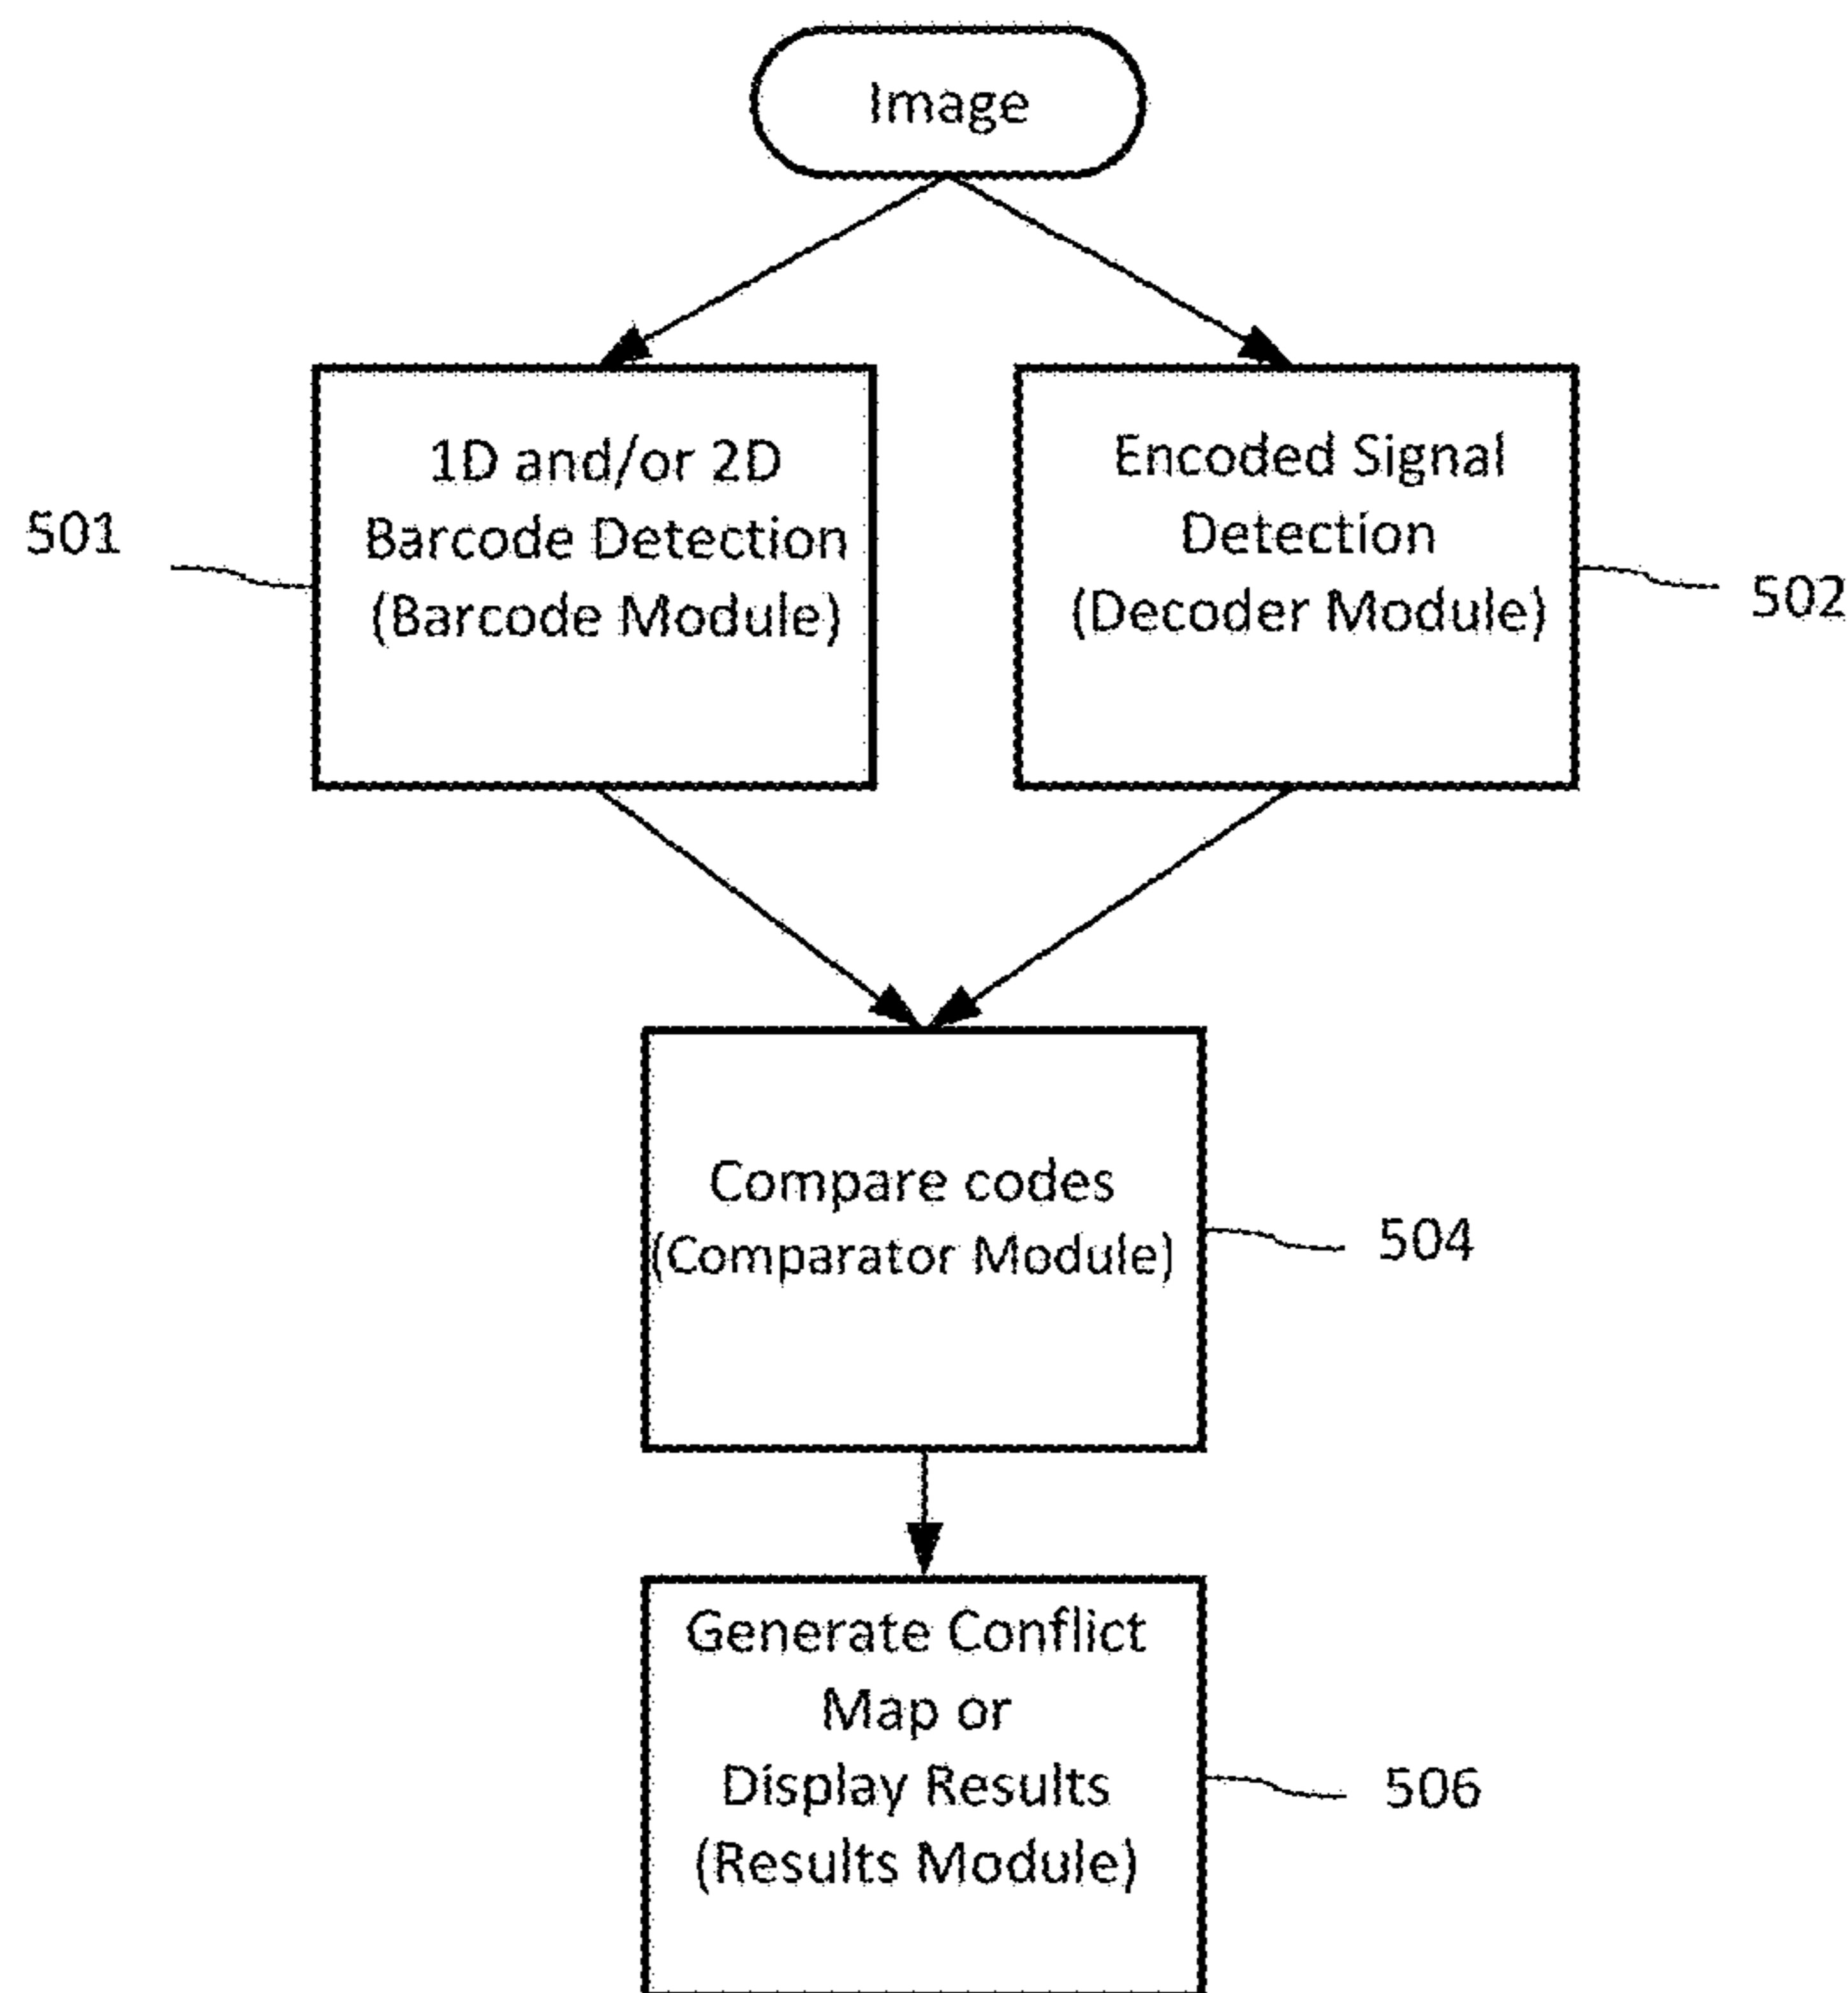 Image
1D and/or 2D
Barcode Detection
(Barcode Module)
501
Encoded Signal
Detection
(Decoder Module)
502
Compare codes
(Comparator Module)
504
Generate Conflict
Map or
Display Results
(Results Module)
506